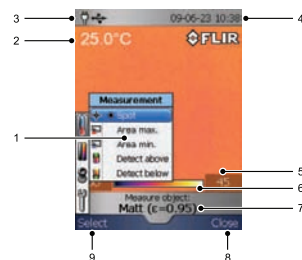 3
09-06-23 10:38
4
2
25.0°C
FLIR
Measurement
Spot
1
Area max.
Area min.
Detect above
Detect below
5
45
6
Measure object:
Matt (ε=0.95)
7
Select
Close
9
8